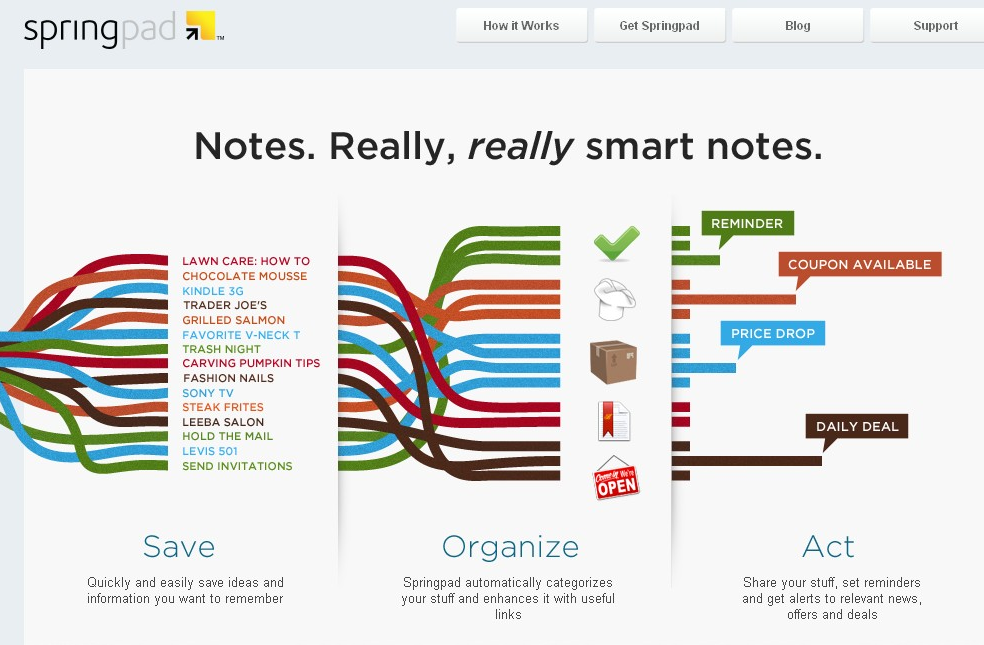 springpad TM
How it Works
Get Springpad
Blog
Support
Notes. Really, really smart notes.
LAWN CARE: HOW TO
CHOCOLATE MOUSSE
KINDLE 3G
TRADER JOE'S
GRILLED SALMON
FAVORITE V-NECK T
TRASH NIGHT
CARVING PUMPKIN TIPS
FASHION NAILS
SONY TV
STEAK FRITES
LEEBA SALON
HOLD THE MAIL
LEVIS 501
SEND INVITATIONS
Come in! We're
OPEN
REMINDER
COUPON AVAILABLE
PRICE DROP
DAILY DEAL
Save
Quickly and easily save ideas and
information you want to remember
Organize
Springpad automatically categorizes
your stuff and enhances it with useful
links
Act
Share your stuff, set reminders
and get alerts to relevant news,
offers and deals